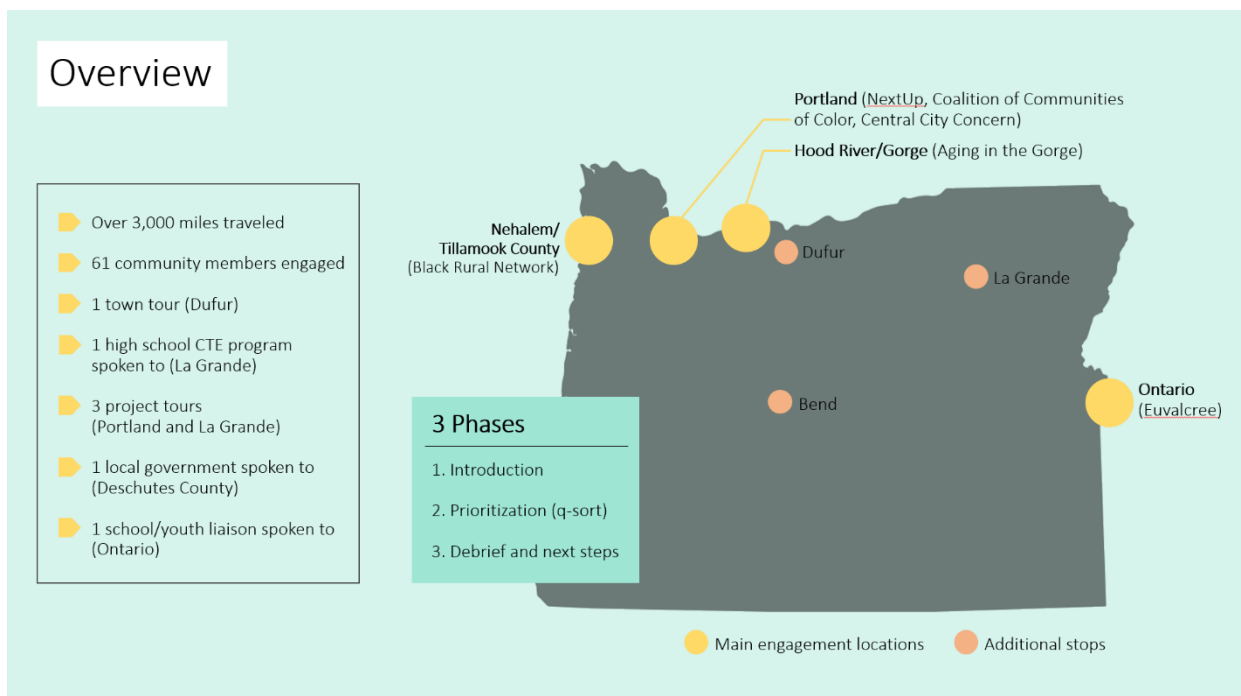 Overview
Over 3,000 miles traveled
61 community members engaged
1 town tour (Dufur)
1 high school CTE program
spoken to (La Grande)
3 project tours
(Portland and La Grande)
1 local government spoken to
(Deschutes County)
1 school/youth liaison spoken to
(Ontario)
Portland (NextUp, Coalition of Communities
of Color, Central City Concern)
Hood River/Gorge (Aging in the Gorge)
Nehalem/
Tillamook County
(Black Rural Network)
Dufur
La Grande
Bend
Ontario
(Euvalcree)
3 Phases
1. Introduction
2. Prioritization (q-sort)
3. Debrief and next steps
Main engagement locations
Additional stops